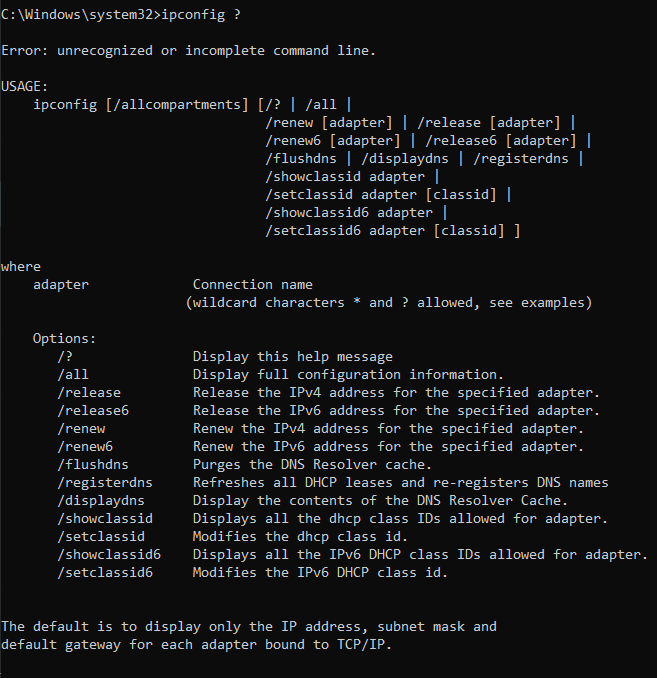 C:\Windows\system32>ipconfig ?
Error: unrecognized or incomplete command line.
USAGE:
    ipconfig [/allcompartments] [/? | /all |
                                 /renew [adapter] | /release [adapter] |
                                 /renew6 [adapter] | /release6 [adapter] |
                                 /flushdns | /displaydns | /registerdns |
                                 /showclassid adapter |
                                 /setclassid adapter [classid] |
                                 /showclassid6 adapter |
                                 /setclassid6 adapter [classid] ]
where
    adapter             Connection name
                       (wildcard characters * and ? allowed, see examples)
    Options:
       /?               Display this help message
       /all             Display full configuration information.
       /release         Release the IPv4 address for the specified adapter.
       /release6        Release the IPv6 address for the specified adapter.
       /renew           Renew the IPv4 address for the specified adapter.
       /renew6          Renew the IPv6 address for the specified adapter.
       /flushdns        Purges the DNS Resolver cache.
       /registerdns     Refreshes all DHCP leases and re-registers DNS names
       /displaydns      Display the contents of the DNS Resolver Cache.
       /showclassid     Displays all the dhcp class IDs allowed for adapter.
       /setclassid      Modifies the dhcp class id.
       /showclassid6    Displays all the IPv6 DHCP class IDs allowed for adapter.
       /setclassid6     Modifies the IPv6 DHCP class id.
The default is to display only the IP address, subnet mask and
default gateway for each adapter bound to TCP/IP.